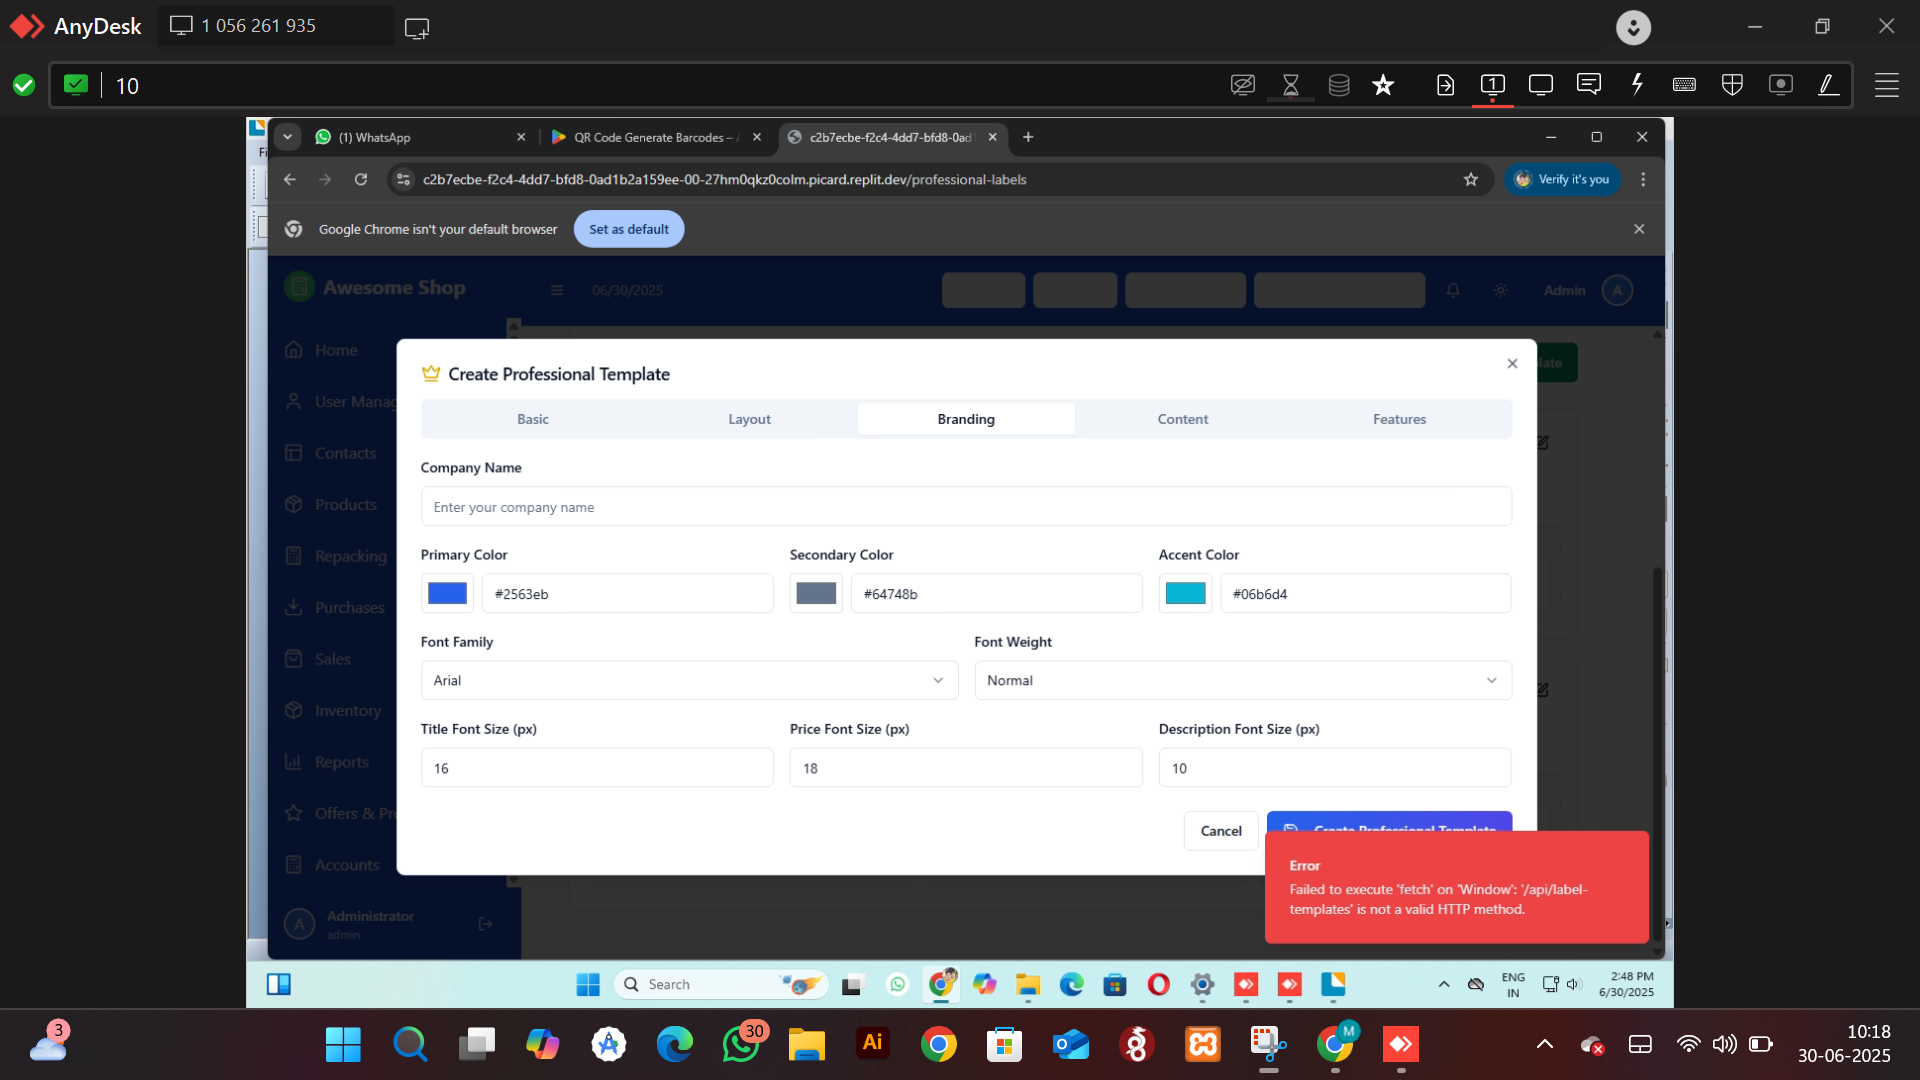 AnyDesk
1 056 261 935
10
1
Fi
(1) WhatsApp
QR Code Generate Barcodes –
c2b7ecbe-f2c4-4dd7-bfd8-0ad
c2b7ecbe-f2c4-4dd7-bfd8-0ad1b2a159ee-00-27hm0qkz0colm.picard.replit.dev/professional-labels
Verify it's you
Google Chrome isn't your default browser
Set as default
Awesome Shop
06/30/2025
Admin
A
Home
User Manag
Contacts
Products
Repacking
Purchases
Sales
Inventory
Reports
Offers & Pr
Accounts
A
Administrator
admin
late
Create Professional Template
Basic
Layout
Branding
Content
Features
Company Name
Enter your company name
Primary Color
Secondary Color
Accent Color
#2563eb
#64748b
#06b6d4
Font Family
Font Weight
Arial
Normal
Title Font Size (px)
Price Font Size (px)
Description Font Size (px)
16
18
10
Cancel
Create Professional Template
Error
Failed to execute 'fetch' on 'Window': '/api/label-
templates' is not a valid HTTP method.
Search
ENG
IN
2:48 PM
6/30/2025
3
30
Ai
M
10:18
30-06-2025